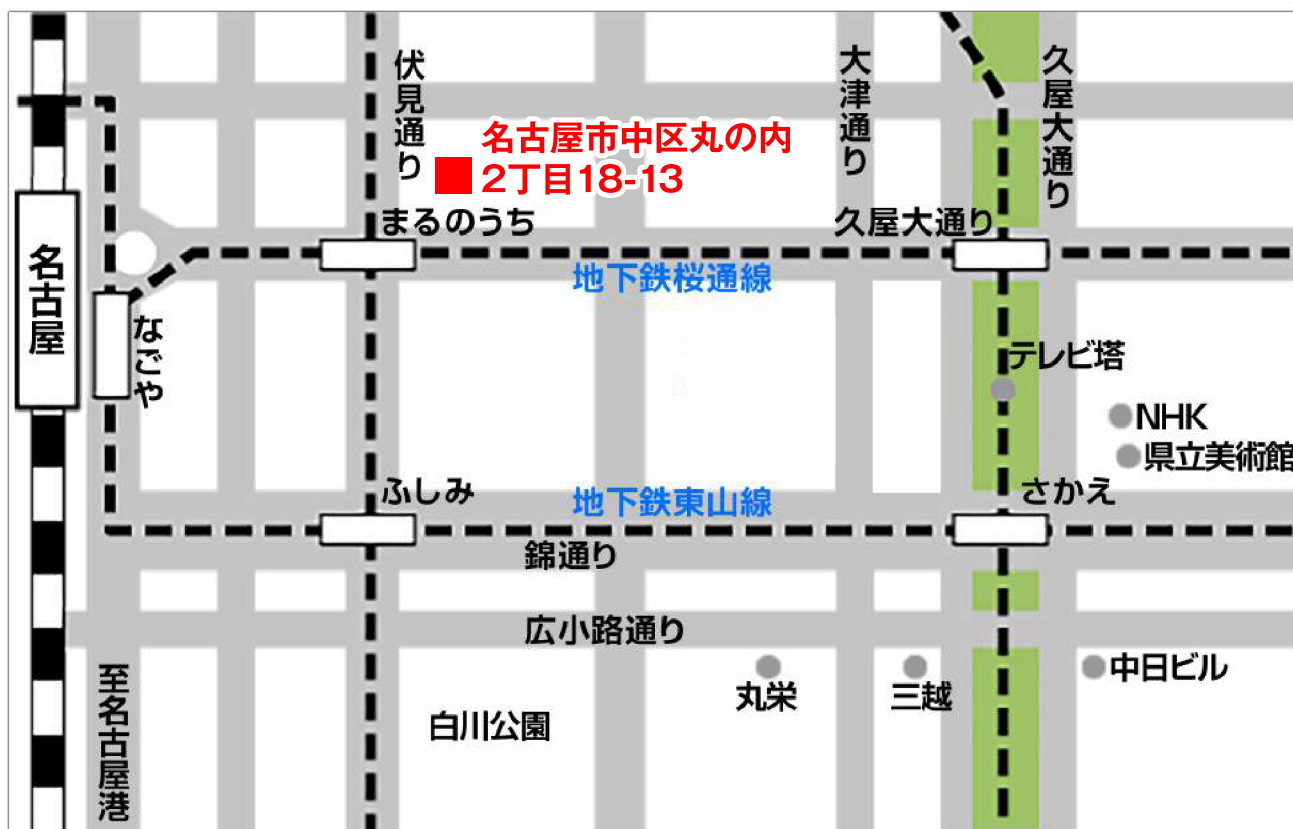 伏見通り
大津通り
久屋大通り
名古屋市中区丸の内
2丁目18-13
まるのうち
久屋大通り
名古屋
地下鉄桜通線
なごや
テレビ塔
NHK
県立美術館
ふしみ
地下鉄東山線
さかえ
錦通り
広小路通り
至名古屋港
丸栄
三越
中日ビル
白川公園